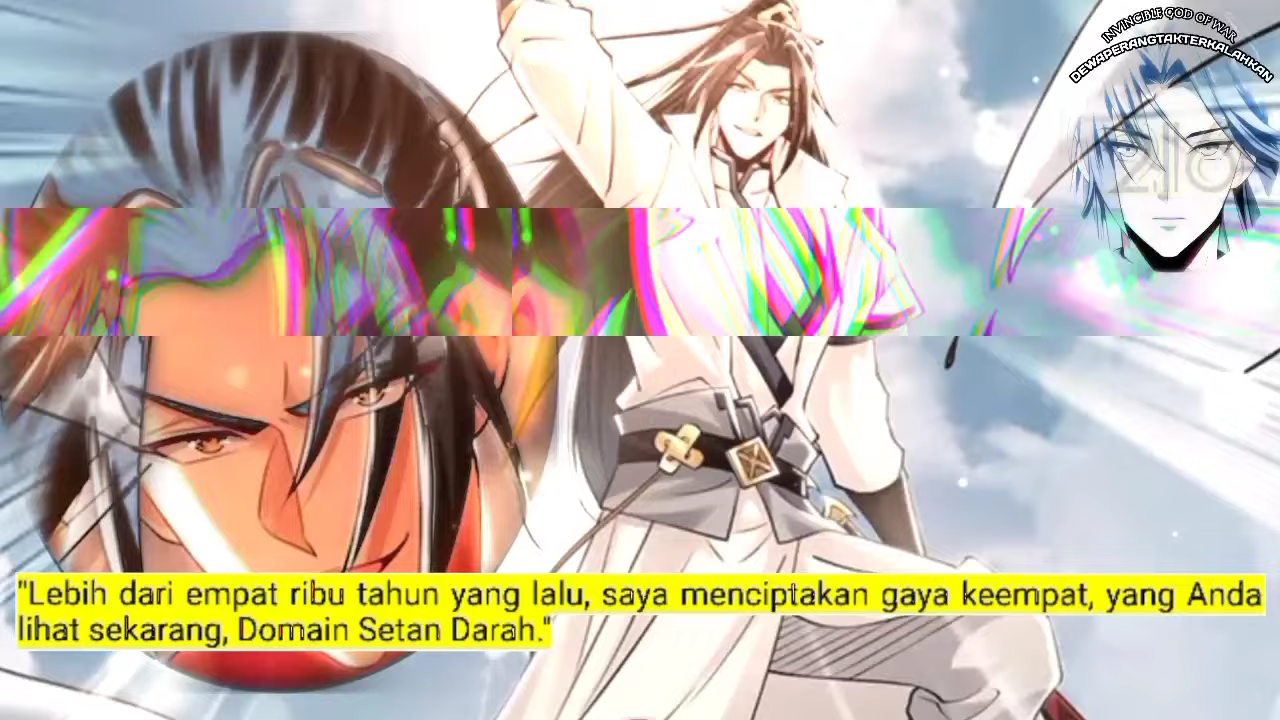 INVINCIBLE GOD OF WAR
DEWAPERANGTAKTERKALAHKAN
"Lebih dari empat ribu tahun yang lalu, saya menciptakan gaya keempat, yang Anda
lihat sekarang, Domain Setan Darah."